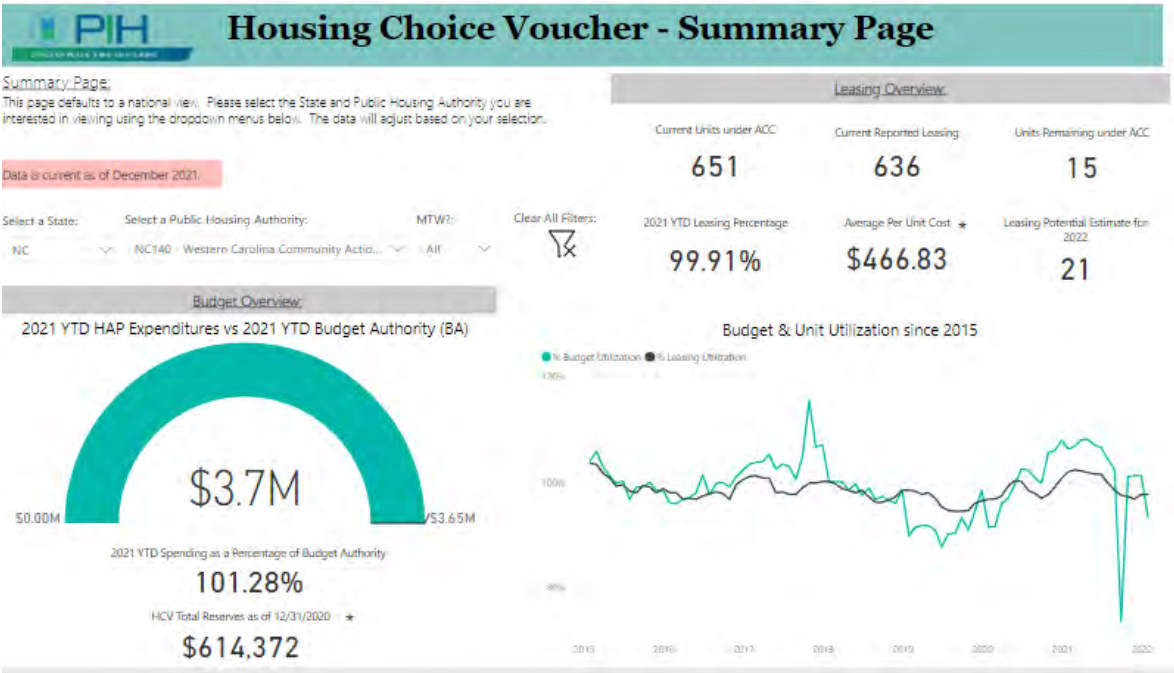 PIH
Housing Choice Voucher - Summary Page
Summary Page:
This page defaults to a national view. Please select the State and Public Housing Authority you are
interested in viewing using the dropdown menus below. The data will adjust based on your selection.
Data is current as of December 2021.
Select a State:
Select a Public Housing Authority:
MTW?:
Clear All Filters:
NC
NC140 - Western Carolina Community Actio...
All
Leasing Overview:
Current Units under ACC
Current Reported Leasing
Units Remaining under ACC
651
636
15
2021 YTD Leasing Percentage
Average Per Unit Cost ★
Leasing Potential Estimate for
2022
99.91%
$466.83
21
Budget Overview:
2021 YTD HAP Expenditures vs 2021 YTD Budget Authority (BA)
$3.7M
$0.00M
$3.65M
2021 YTD Spending as a Percentage of Budget Authority
101.28%
HCV Total Reserves as of 12/31/2020 ★
$614,372
Budget & Unit Utilization since 2015
% Budget Utilization % Leasing Utilization
120%
100%
80%
2015 2016 2017 2018 2019 2020 2021 2022